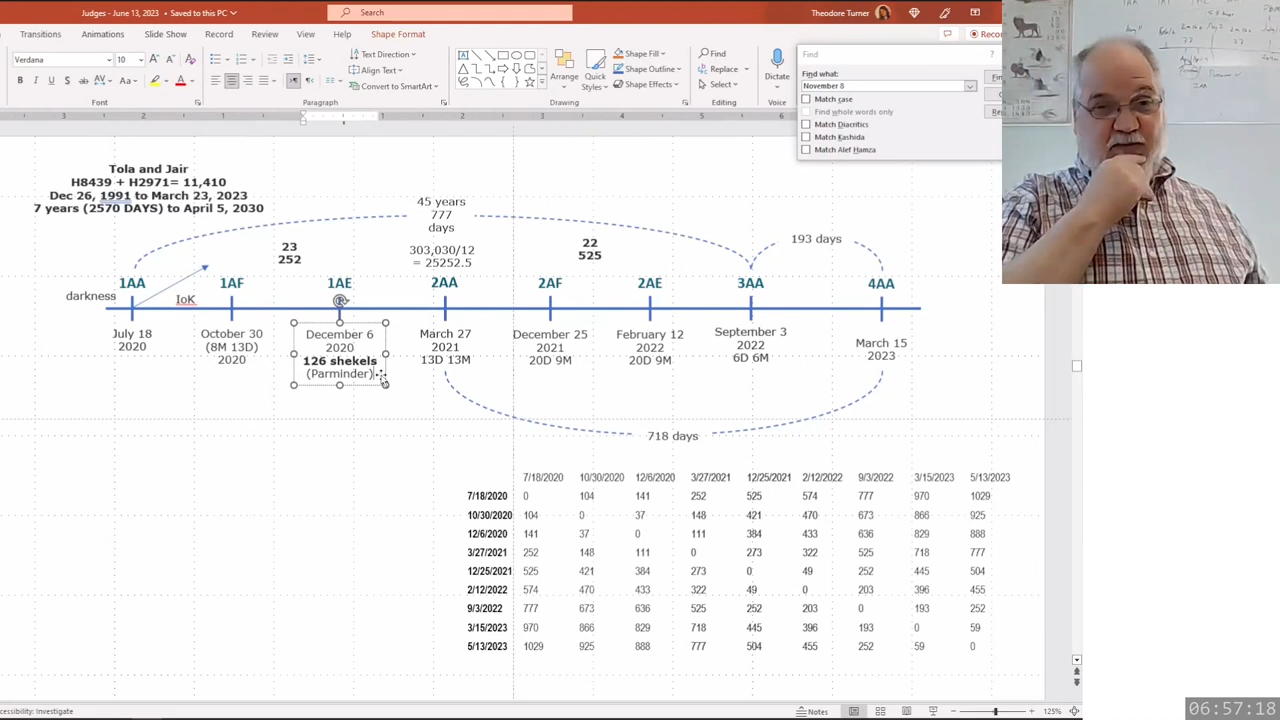 Judges - June 13, 2023 • Saved to this PC
Search
Theodore Turner
Transitions Animations Slide Show Record Review View Help Shape Format
Verdana 10
Text Direction
Align Text
Convert to SmartArt
Arrange
Quick Styles
Shape Fill
Shape Outline
Shape Effects
Find
Replace
Select
Dictate
Font Paragraph Drawing Editing Voice
Find
Find what:
November 8
Match case
Find whole words only
Match Diacritics
Match Kashida
Match Alef Hamza
Tola and Jair
H8439 + H2971= 11,410
Dec 26, 1991 to March 23, 2023
7 years (2570 DAYS) to April 5, 2030
45 years
777
days
303,030/12
= 25252.5
23
252
22
525
193 days
1AA 1AF 1AE 2AA 2AF 2AE 3AA 4AA
darkness
IoK
July 18
2020
October 30
(8M 13D)
2020
December 6
2020
126 shekels
(Parminder)
March 27
2021
13D 13M
December 25
2021
20D 9M
February 12
2022
20D 9M
September 3
2022
6D 6M
March 15
2023
718 days
7/18/2020 10/30/2020 12/6/2020 3/27/2021 12/25/2021 2/12/2022 9/3/2022 3/15/2023 5/13/2023
7/18/2020 0 104 141 252 525 574 777 970 1029
10/30/2020 104 0 37 148 421 470 673 866 925
12/6/2020 141 37 0 111 384 433 636 829 888
3/27/2021 252 148 111 0 273 322 525 718 777
12/25/2021 525 421 384 273 0 49 252 445 504
2/12/2022 574 470 433 322 49 0 203 396 455
9/3/2022 777 673 636 525 252 203 0 193 252
3/15/2023 970 866 829 718 445 396 193 0 59
5/13/2023 1029 925 888 777 504 455 252 59 0
ccessibility: Investigate
Notes
125%
06:57:18